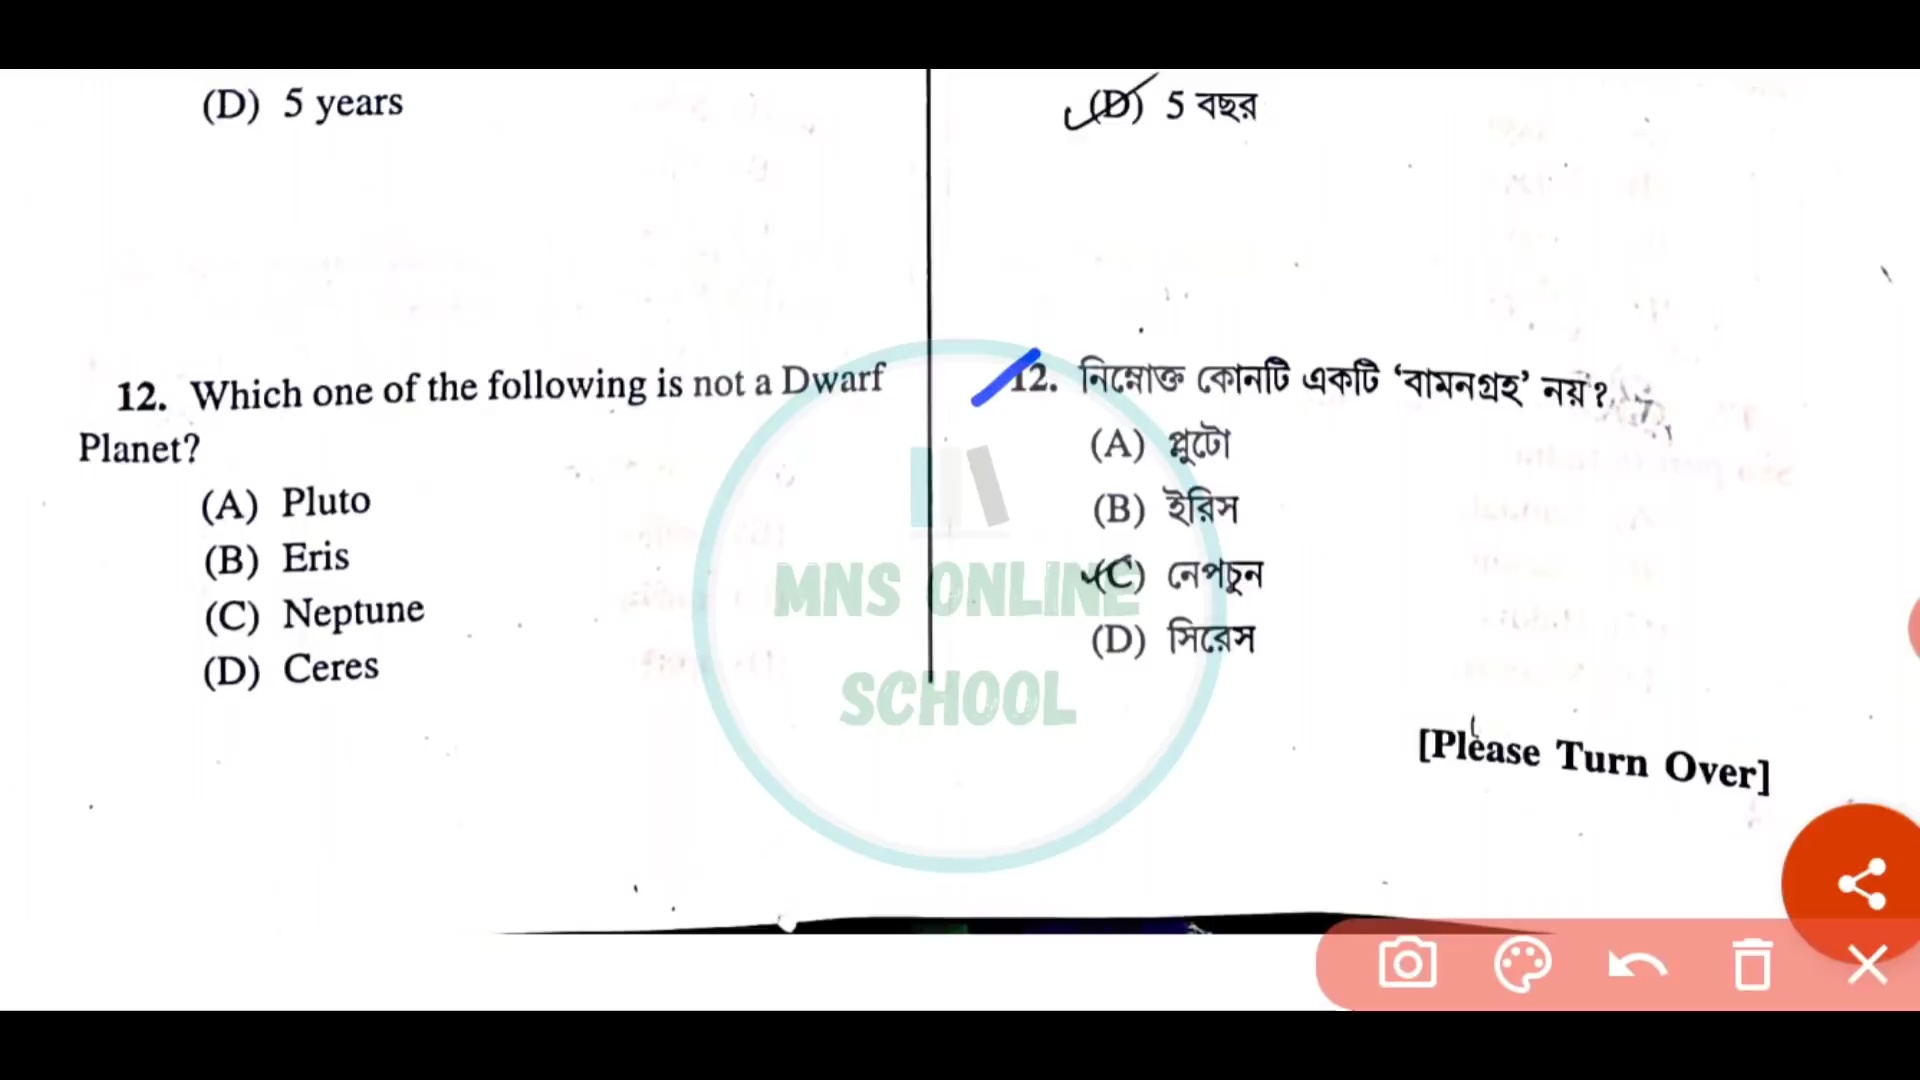 (D) 5 years
12. Which one of the following is not a Dwarf
Planet?
(A) Pluto
(B) Eris
(C) Neptune
(D) Ceres
(D) 5 বছর
12. নিম্নোক্ত কোনটি একটি ‘বামনগ্রহ’ নয়?
(A) প্লুটো
(B) ইরিস
(C) নেপচুন
(D) সিরেস
[Please Turn Over]
MNS ONLINE
SCHOOL